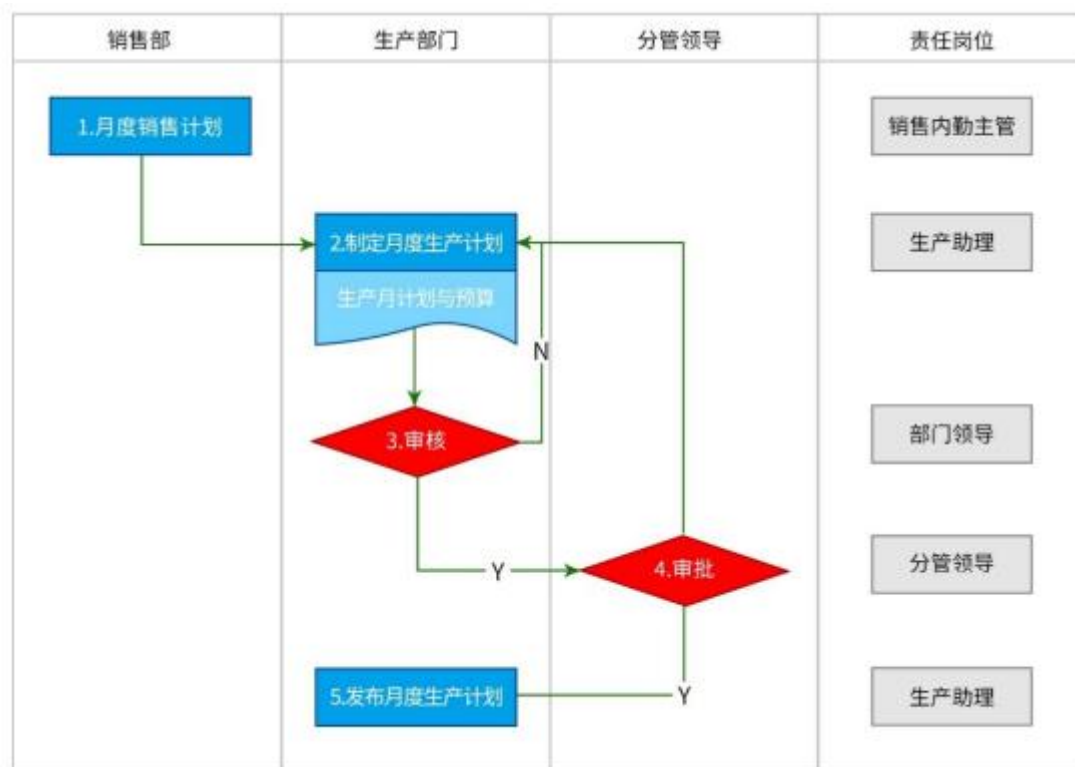 销售部
生产部门
分管领导
责任岗位
1.月度销售计划
销售内勤主管
2.制定月度生产计划
生产助理
生产月计划与预算
N
3.审核
部门领导
Y
4.审批
分管领导
5.发布月度生产计划
Y
生产助理